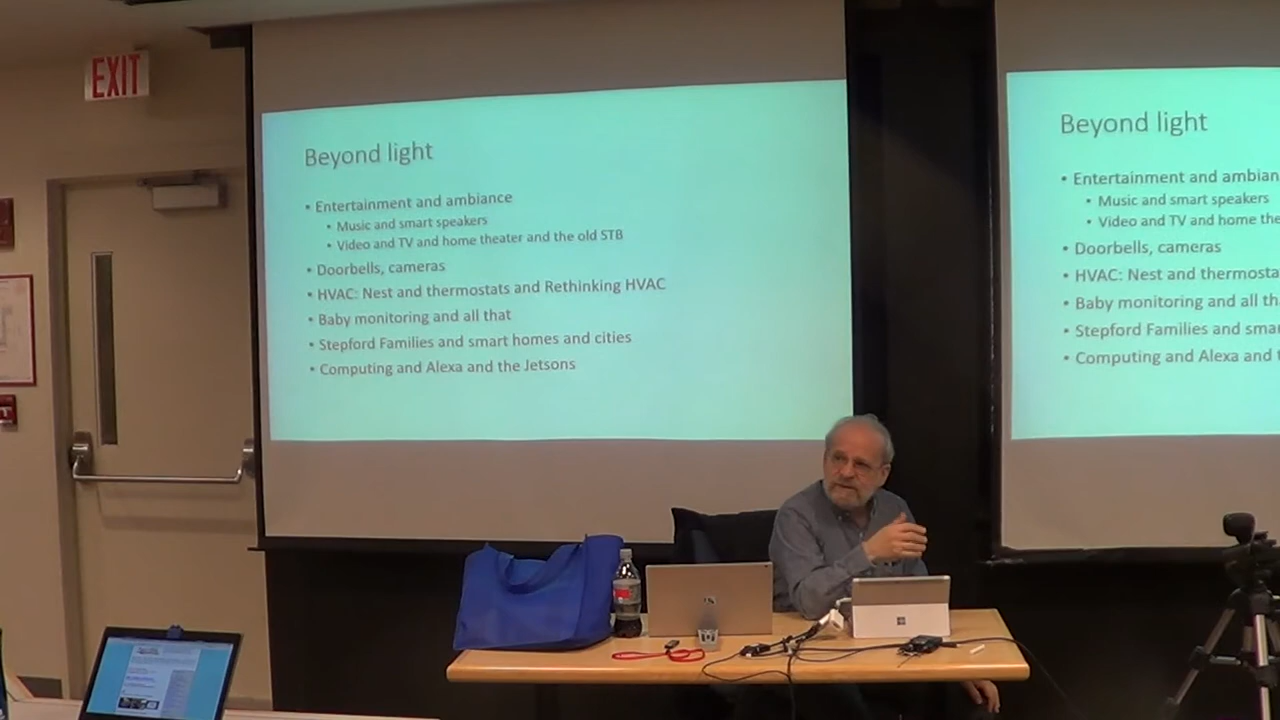 EXIT
Beyond light
• Entertainment and ambiance
• Music and smart speakers
• Video and TV and home theater and the old STB
• Doorbells, cameras
• HVAC: Nest and thermostats and Rethinking HVAC
• Baby monitoring and all that
• Stepford Families and smart homes and cities
• Computing and Alexa and the Jetsons
Beyond light
• Entertainment and ambian
• Music and smart speakers
• Video and TV and home the
• Doorbells, cameras
• HVAC: Nest and thermosta
• Baby monitoring and all th
• Stepford Families and sma
• Computing and Alexa and t